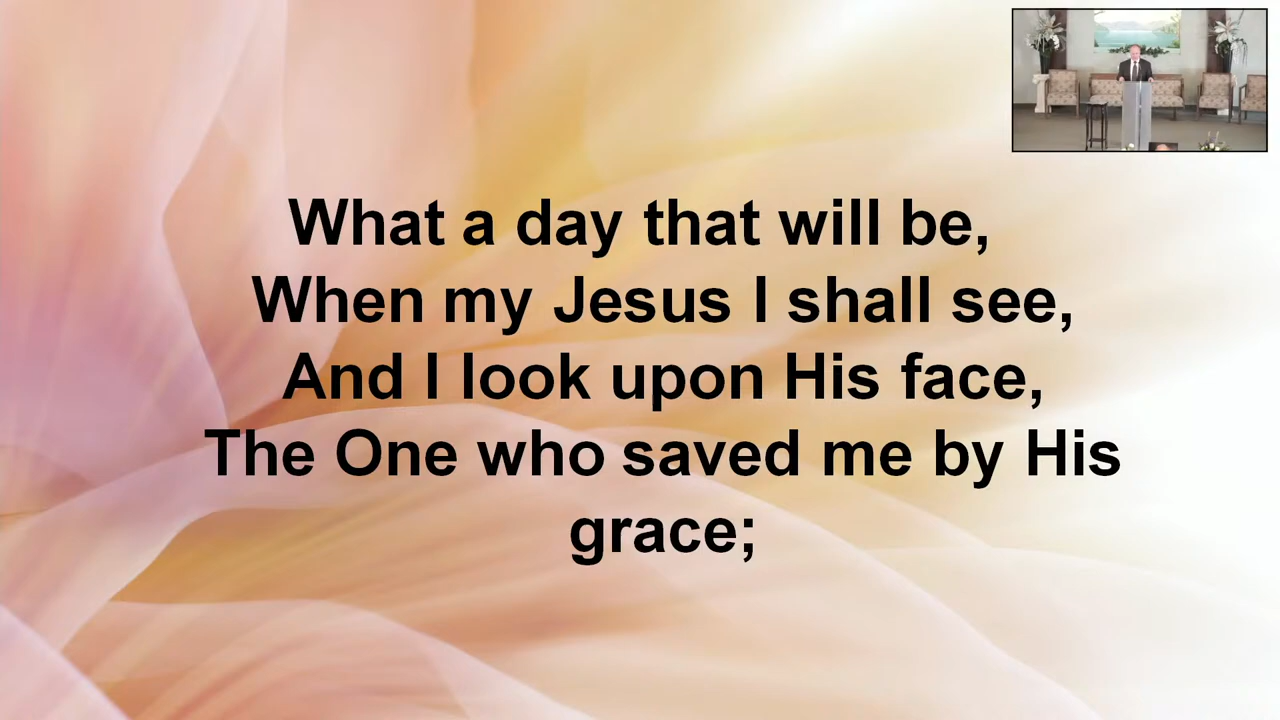 What a day that will be,
When my Jesus I shall see,
And I look upon His face,
The One who saved me by His
grace;